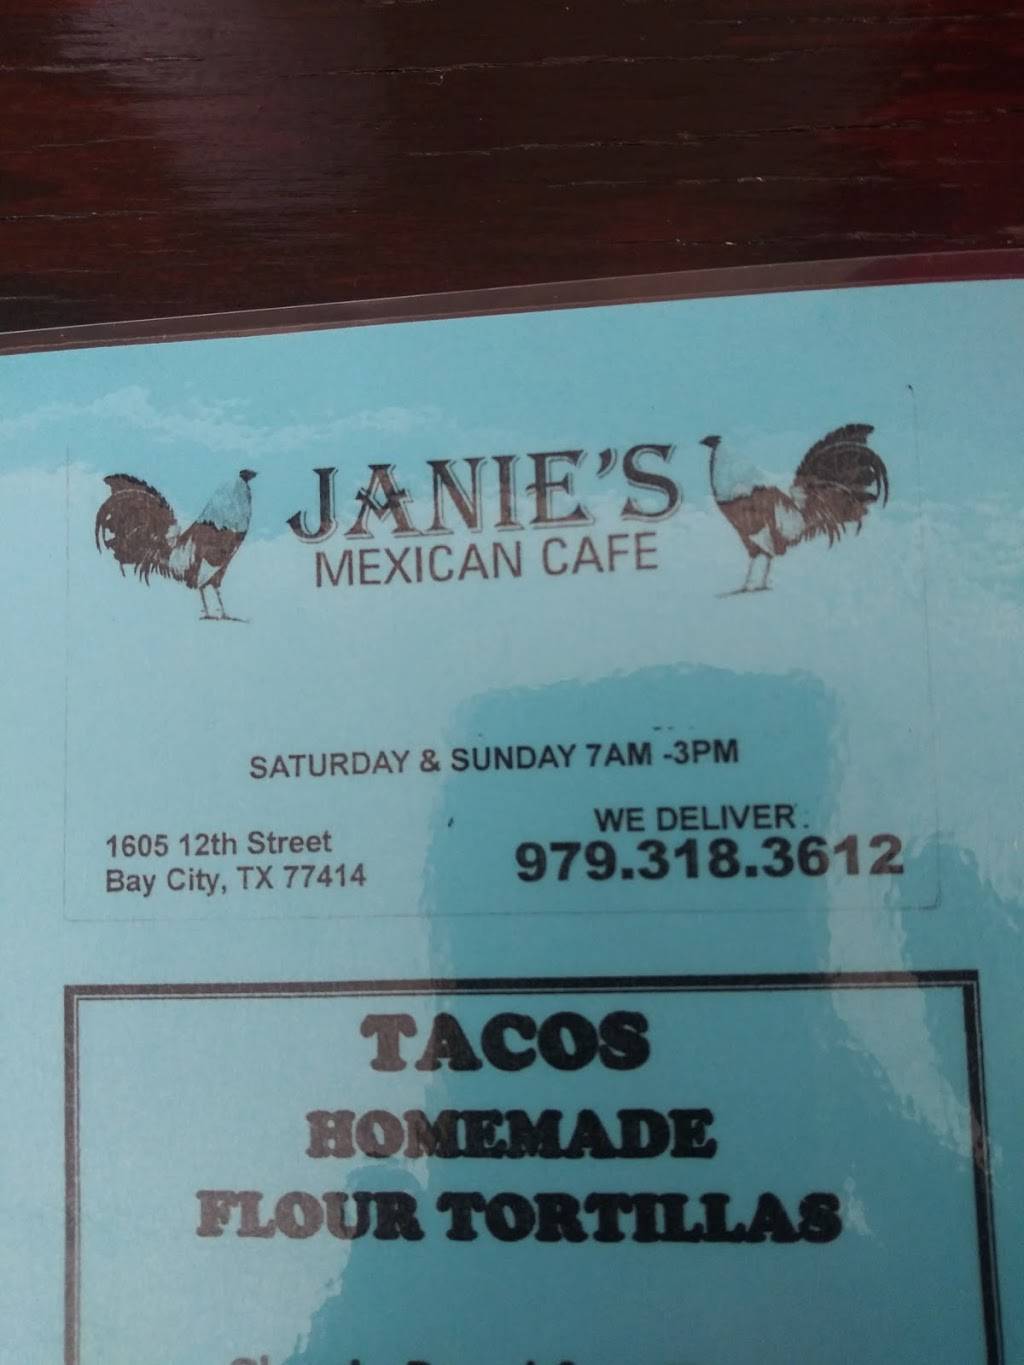 JANIE'S
MEXICAN CAFE
SATURDAY & SUNDAY 7AM -3PM
1605 12th Street
Bay City, TX 77414
WE DELIVER.
979.318.3612
TACOS
HOMEMADE
FLOUR TORTILLAS